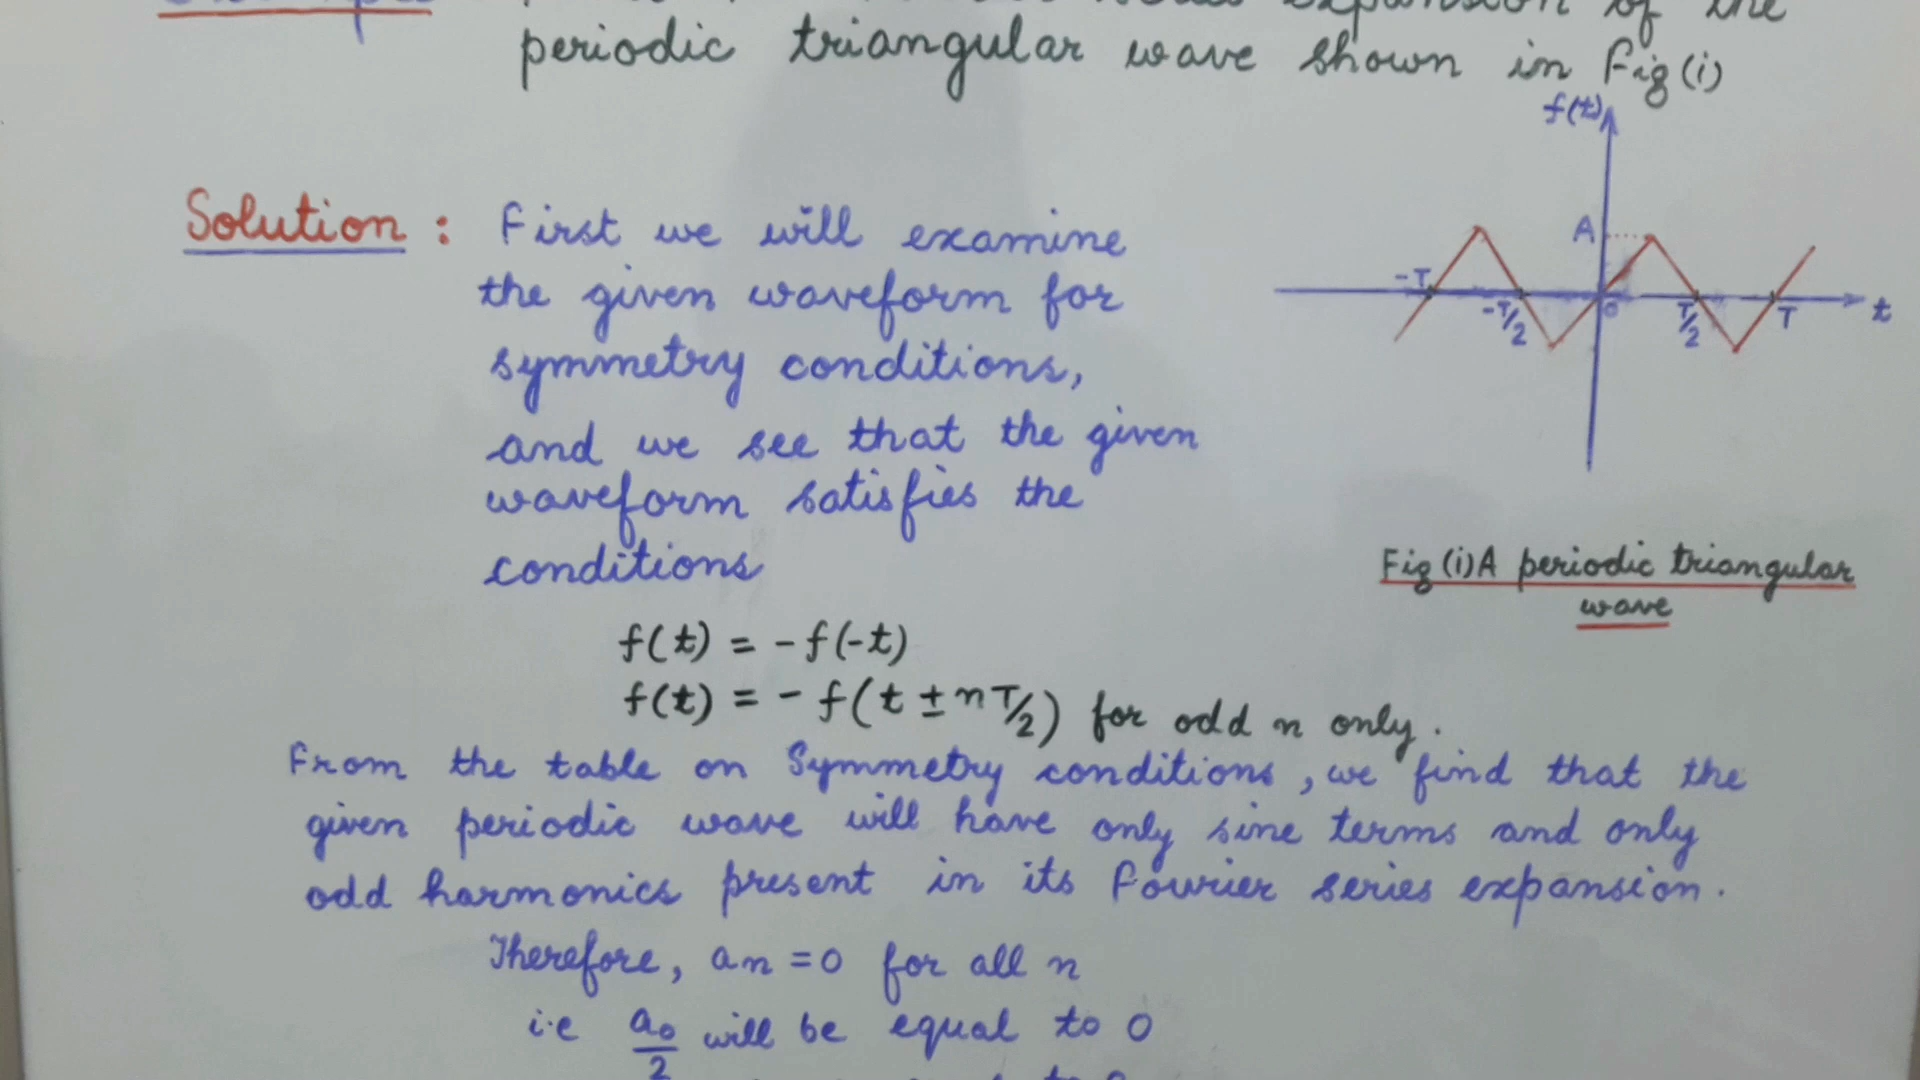 expansion of the
periodic triangular wave shown in Fig (i)
f(t)
A
-T
-T/2
0
T/2
T
t
Solution : First we will examine
the given waveform for
symmetry conditions,
and we see that the given
waveform satisfies the
conditions
Fig (i) A periodic triangular
wave
f(t) = - f(-t)
f(t) = - f(t ± nT/2) for odd n only.
From the table on Symmetry conditions, we find that the
given periodic wave will have only sine terms and only
odd harmonics present in its Fourier series expansion.
Therefore, an = 0 for all n
i.e a0/2 will be equal to 0